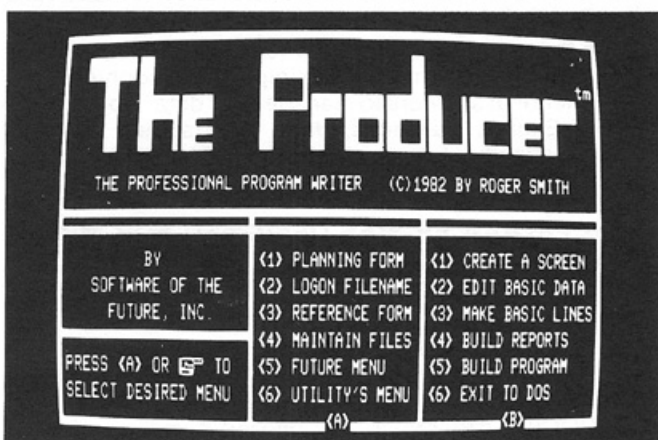 The Producer tm
THE PROFESSIONAL PROGRAM WRITER (C)1982 BY ROGER SMITH
BY
SOFTWARE OF THE
FUTURE, INC.
PRESS <A> OR TO
SELECT DESIRED MENU
<1> PLANNING FORM
<2> LOGON FILENAME
<3> REFERENCE FORM
<4> MAINTAIN FILES
<5> FUTURE MENU
<6> UTILITY'S MENU
<A>
<1> CREATE A SCREEN
<2> EDIT BASIC DATA
<3> MAKE BASIC LINES
<4> BUILD REPORTS
<5> BUILD PROGRAM
<6> EXIT TO DOS
<B>